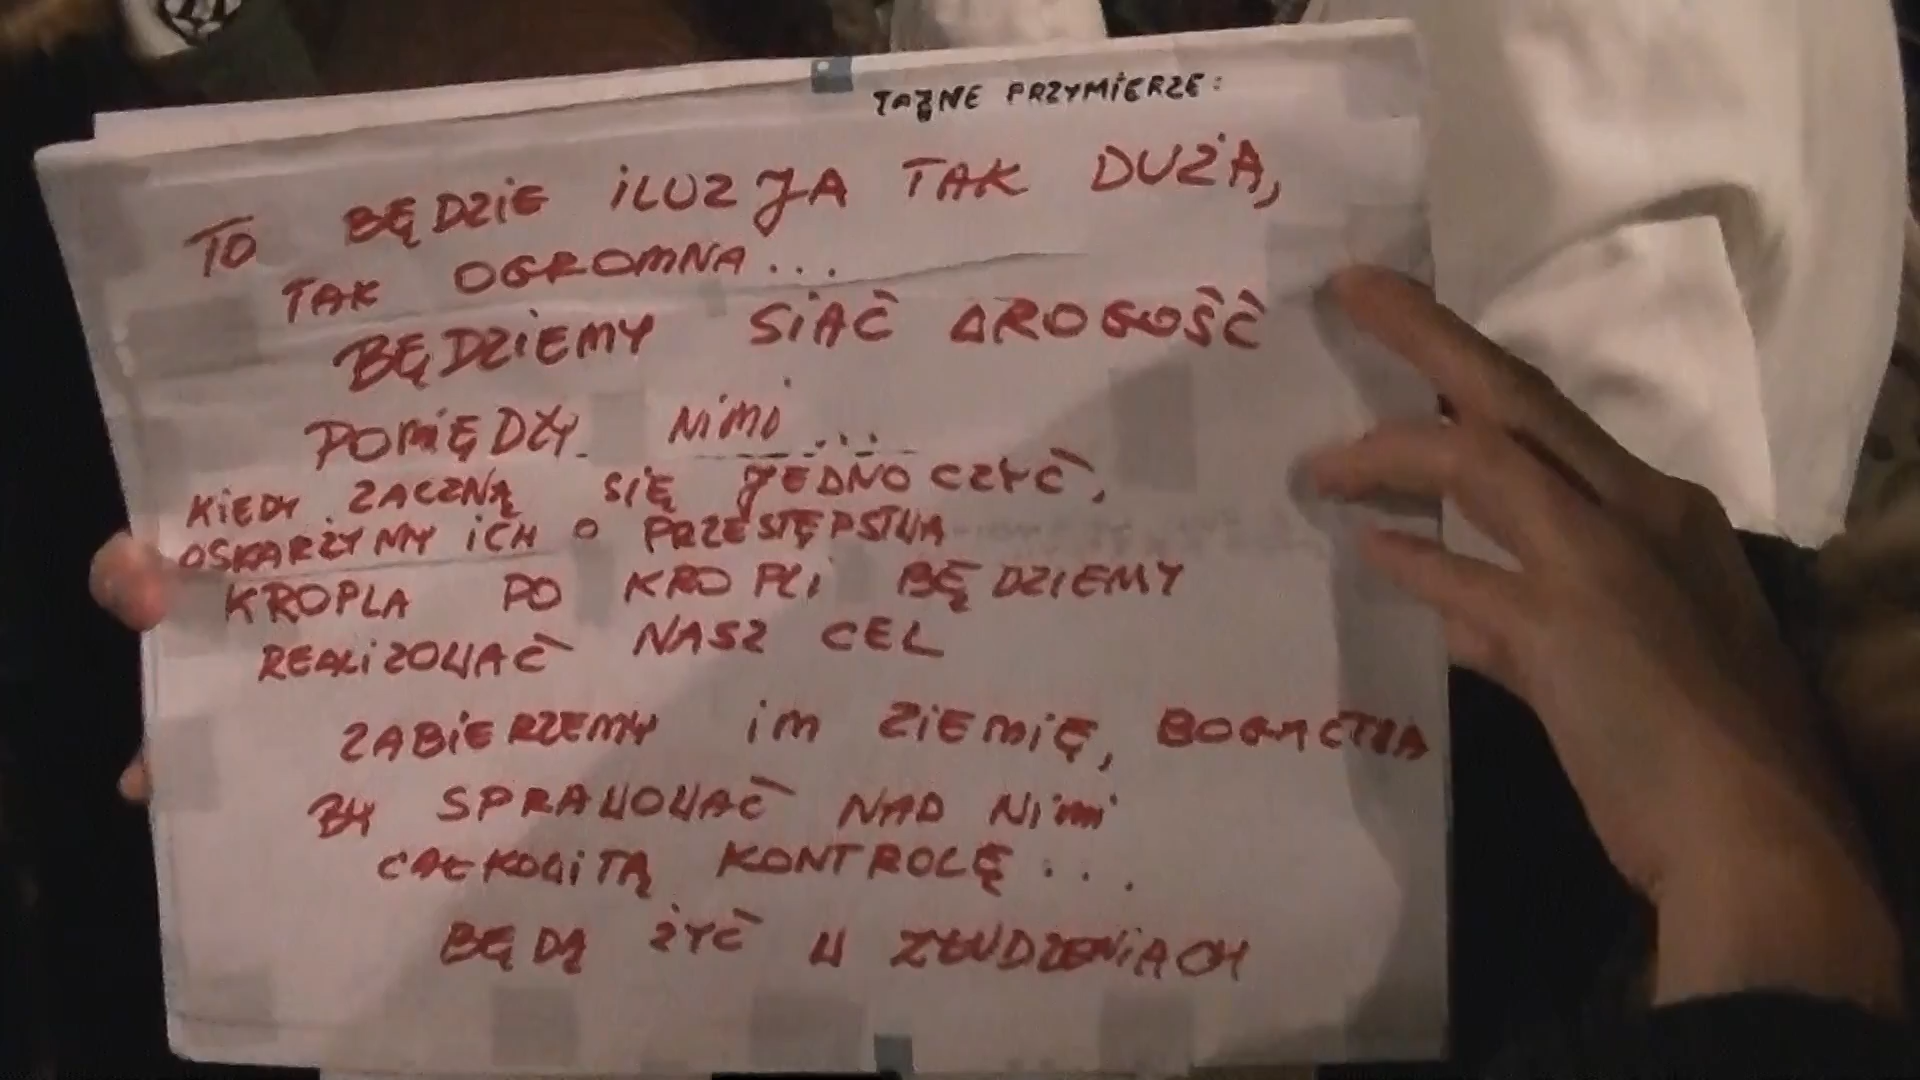 TAJNE PRZYMIERZE:
TO BĘDZIE ILUZJA TAK DUŻA,
TAK OGROMNA...
BĘDZIEMY SIAĆ AROGOŚĆ
POMIĘDZY NIMI...
KIEDY ZACZNĄ SIĘ JEDNOCZYĆ,
OSKARŻYMY ICH O PRZESTĘPSTWA
KROPLA PO KROPLI BĘDZIEMY
REALIZOWAĆ NASZ CEL
ZABIERZEMY IM ZIEMIĘ, BOGACTWA
BY SPRAWOWAĆ NAD NIMI
CAŁKOWITĄ KONTROLĘ...
BĘDĄ ŻYĆ W ZŁUDZENIACH